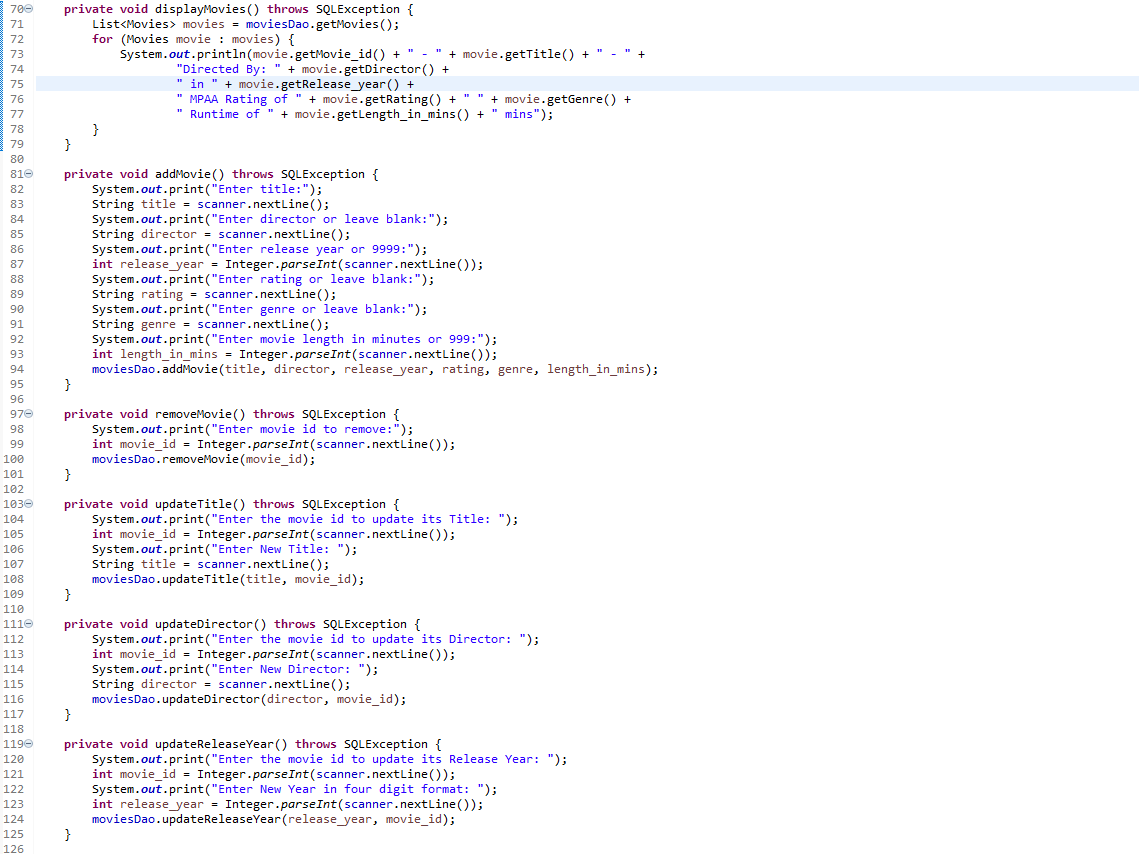 70 private void displayMovies() throws SQLException {
71 List<Movies> movies = moviesDao.getMovies();
72 for (Movies movie : movies) {
73 System.out.println(movie.getMovie_id() + " - " + movie.getTitle() + " - " +
74 "Directed By: " + movie.getDirector() +
75 " in " + movie.getRelease_year() +
76 " MPAA Rating of " + movie.getRating() + " " + movie.getGenre() +
77 " Runtime of " + movie.getLength_in_mins() + " mins");
78 }
79 }
80
81 private void addMovie() throws SQLException {
82 System.out.print("Enter title:");
83 String title = scanner.nextLine();
84 System.out.print("Enter director or leave blank:");
85 String director = scanner.nextLine();
86 System.out.print("Enter release year or 9999:");
87 int release_year = Integer.parseInt(scanner.nextLine());
88 System.out.print("Enter rating or leave blank:");
89 String rating = scanner.nextLine();
90 System.out.print("Enter genre or leave blank:");
91 String genre = scanner.nextLine();
92 System.out.print("Enter movie length in minutes or 999:");
93 int length_in_mins = Integer.parseInt(scanner.nextLine());
94 moviesDao.addMovie(title, director, release_year, rating, genre, length_in_mins);
95 }
96
97 private void removeMovie() throws SQLException {
98 System.out.print("Enter movie id to remove:");
99 int movie_id = Integer.parseInt(scanner.nextLine());
100 moviesDao.removeMovie(movie_id);
101 }
102
103 private void updateTitle() throws SQLException {
104 System.out.print("Enter the movie id to update its Title: ");
105 int movie_id = Integer.parseInt(scanner.nextLine());
106 System.out.print("Enter New Title: ");
107 String title = scanner.nextLine();
108 moviesDao.updateTitle(title, movie_id);
109 }
110
111 private void updateDirector() throws SQLException {
112 System.out.print("Enter the movie id to update its Director: ");
113 int movie_id = Integer.parseInt(scanner.nextLine());
114 System.out.print("Enter New Director: ");
115 String director = scanner.nextLine();
116 moviesDao.updateDirector(director, movie_id);
117 }
118
119 private void updateReleaseYear() throws SQLException {
120 System.out.print("Enter the movie id to update its Release Year: ");
121 int movie_id = Integer.parseInt(scanner.nextLine());
122 System.out.print("Enter New Year in four digit format: ");
123 int release_year = Integer.parseInt(scanner.nextLine());
124 moviesDao.updateReleaseYear(release_year, movie_id);
125 }
126